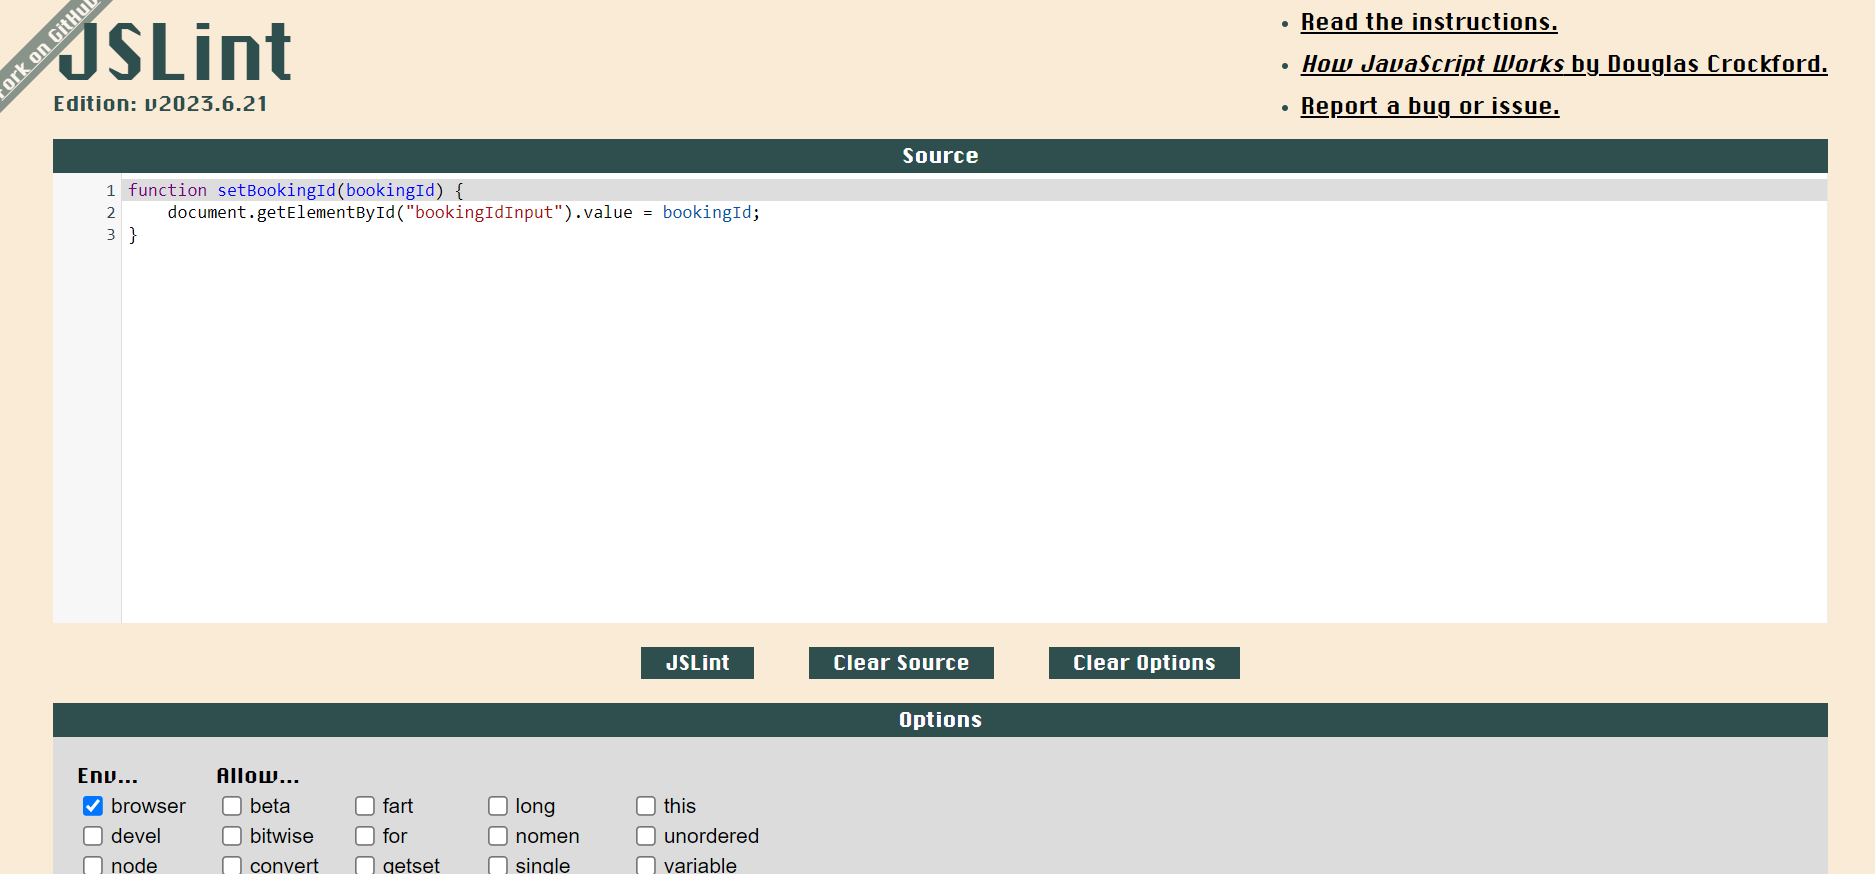 Fork on GitHub
JSLint
Edition: v2023.6.21
Read the instructions.
How JavaScript Works by Douglas Crockford.
Report a bug or issue.
Source
1 function setBookingId(bookingId) {
2     document.getElementById("bookingIdInput").value = bookingId;
3 }
JSLint Clear Source Clear Options
Options
Env... Allow...
browser beta fart long this
devel bitwise for nomen unordered
node convert getset single variable